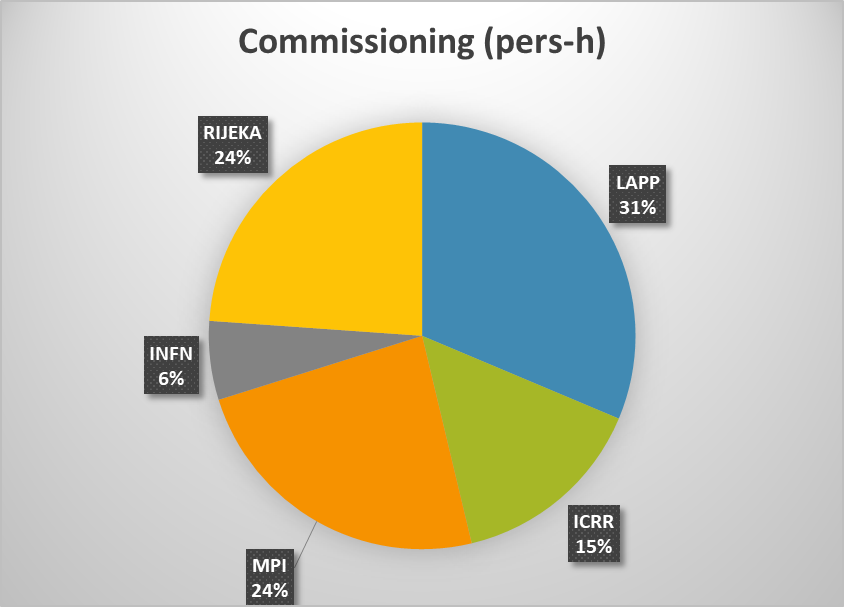 Commissioning (pers-h)
RIJEKA
24%
LAPP
31%
INFN
6%
ICRR
15%
MPI
24%